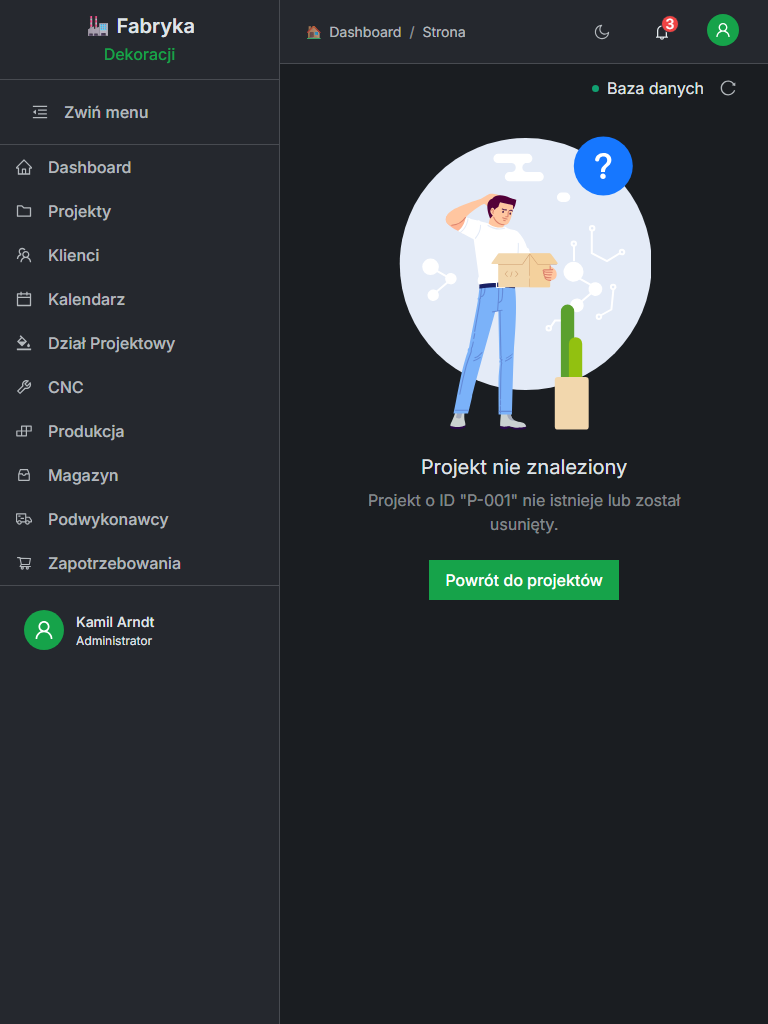 Fabryka
Dekoracji
Zwiń menu
Dashboard
Projekty
Klienci
Kalendarz
Dział Projektowy
CNC
Produkcja
Magazyn
Podwykonawcy
Zapotrzebowania
Kamil Arndt
Administrator
Dashboard / Strona
3
Baza danych
?
Projekt nie znaleziony
Projekt o ID "P-001" nie istnieje lub został
usunięty.
Powrót do projektów